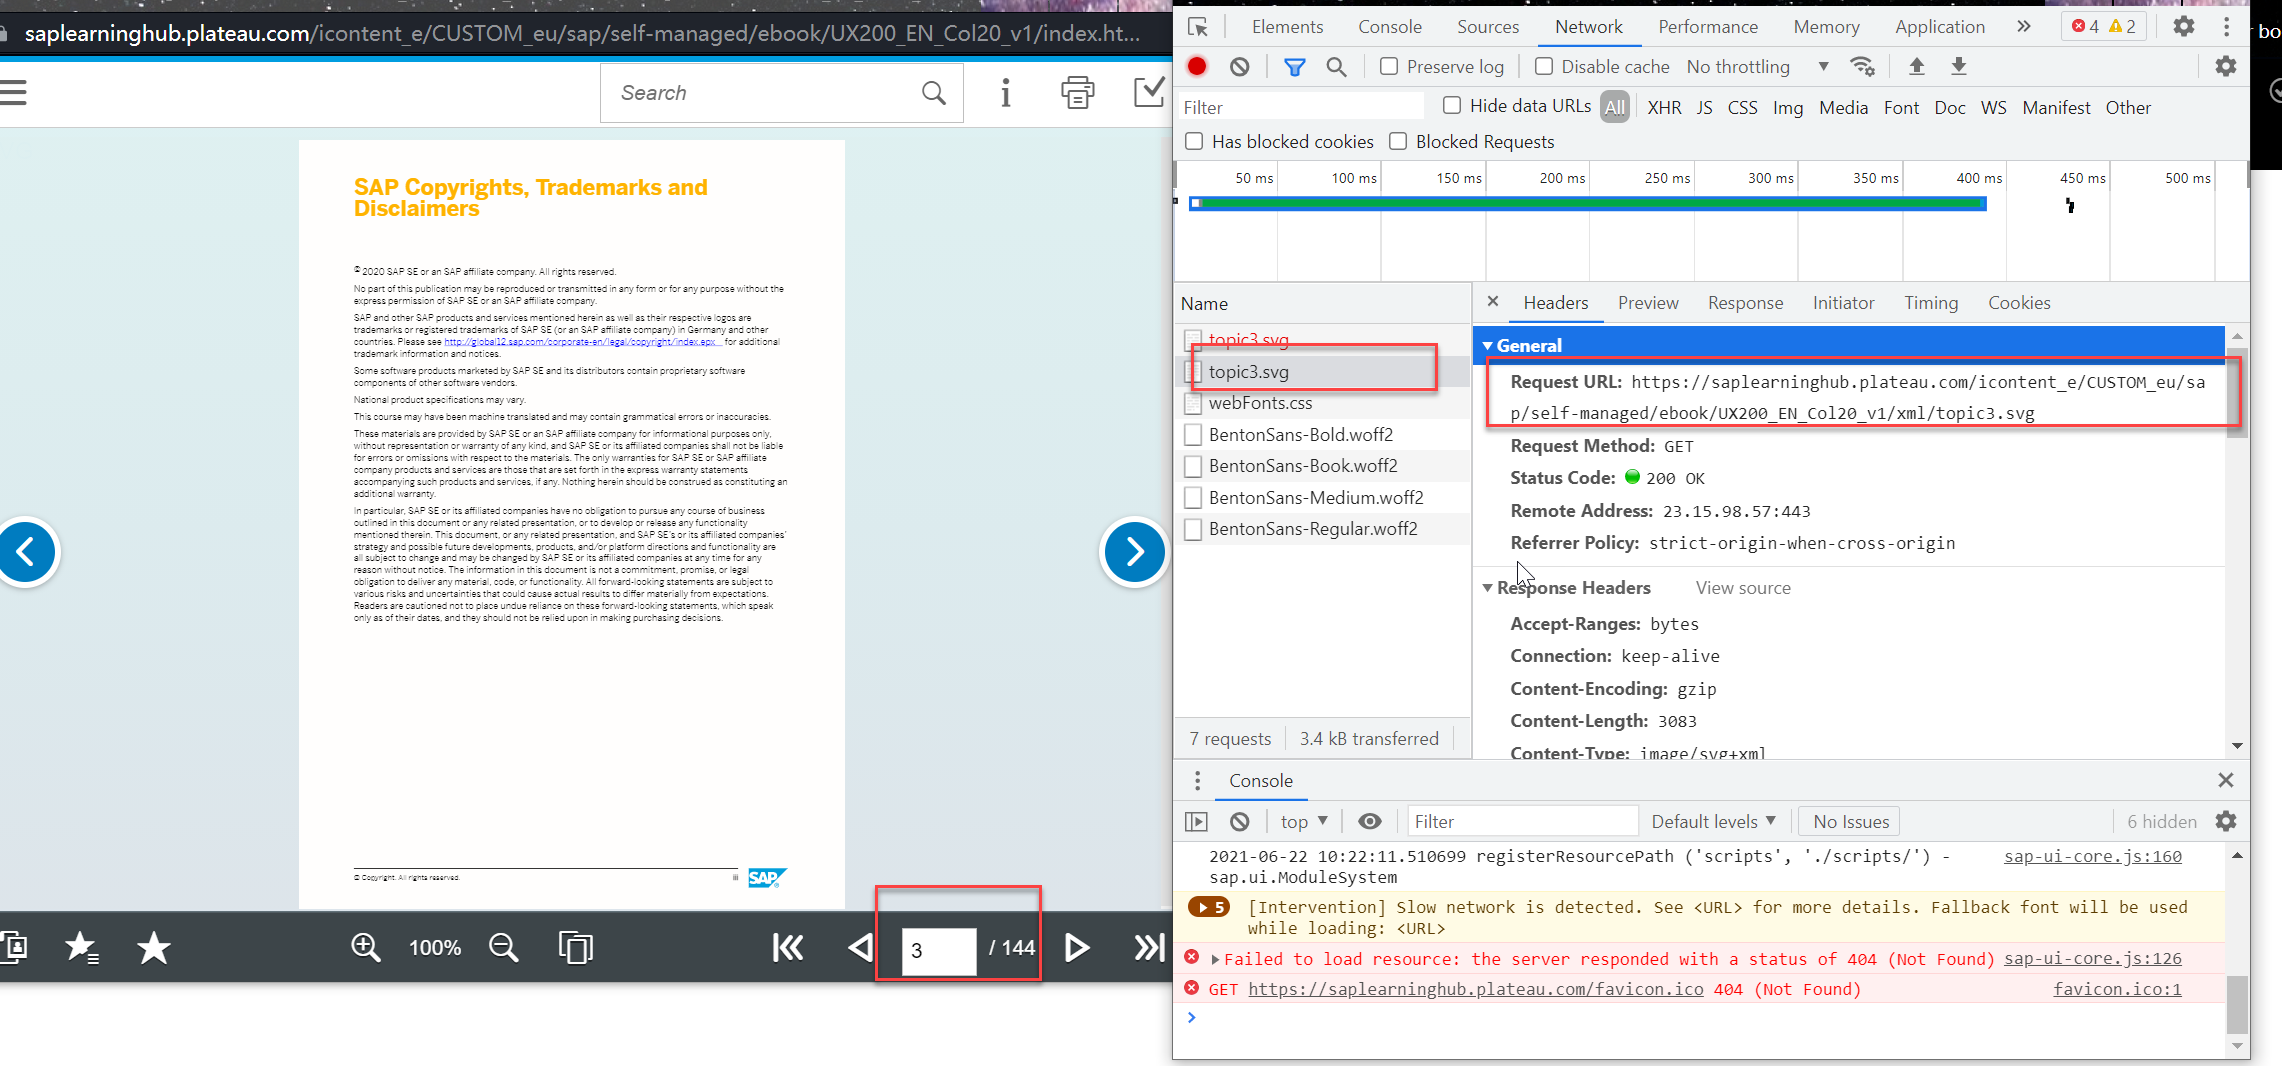 saplearninghub.plateau.com/icontent_e/CUSTOM_eu/sap/self-managed/ebook/UX200_EN_Col20_v1/index.ht...
Search
SAP Copyrights, Trademarks and
Disclaimers
© 2020 SAP SE or an SAP affiliate company. All rights reserved.
No part of this publication may be reproduced or transmitted in any form or for any purpose without the
express permission of SAP SE or an SAP affiliate company.
SAP and other SAP products and services mentioned herein as well as their respective logos are
trademarks or registered trademarks of SAP SE (or an SAP affiliate company) in Germany and other
countries. Please see http://global12.sap.com/corporate-en/legal/copyright/index.epx for additional
trademark information and notices.
Some software products marketed by SAP SE and its distributors contain proprietary software
components of other software vendors.
National product specifications may vary.
This course may have been machine translated and may contain grammatical errors or inaccuracies.
These materials are provided by SAP SE or an SAP affiliate company for informational purposes only,
without representation or warranty of any kind, and SAP SE or its affiliated companies shall not be liable
for errors or omissions with respect to the materials. The only warranties for SAP SE or SAP affiliate
company products and services are those that are set forth in the express warranty statements
accompanying such products and services, if any. Nothing herein should be construed as constituting an
additional warranty.
In particular, SAP SE or its affiliated companies have no obligation to pursue any course of business
outlined in this document or any related presentation, or to develop or release any functionality
mentioned therein. This document, or any related presentation, and SAP SE's or its affiliated companies'
strategy and possible future developments, products, and/or platform directions and functionality are
all subject to change and may be changed by SAP SE or its affiliated companies at any time for any
reason without notice. The information in this document is not a commitment, promise, or legal
obligation to deliver any material, code, or functionality. All forward-looking statements are subject to
various risks and uncertainties that could cause actual results to differ materially from expectations.
Readers are cautioned not to place undue reliance on these forward-looking statements, which speak
only as of their dates, and they should not be relied upon in making purchasing decisions.
© Copyright. All rights reserved.
iii
SAP
100%
3 / 144
Elements Console Sources Network Performance Memory Application » 4 2
Preserve log Disable cache No throttling
Filter Hide data URLs All XHR JS CSS Img Media Font Doc WS Manifest Other
Has blocked cookies Blocked Requests
50 ms 100 ms 150 ms 200 ms 250 ms 300 ms 350 ms 400 ms 450 ms 500 ms
Name
topic3.svg
topic3.svg
webFonts.css
BentonSans-Bold.woff2
BentonSans-Book.woff2
BentonSans-Medium.woff2
BentonSans-Regular.woff2
7 requests 3.4 kB transferred
Headers Preview Response Initiator Timing Cookies
General
Request URL: https://saplearninghub.plateau.com/icontent_e/CUSTOM_eu/sa
p/self-managed/ebook/UX200_EN_Col20_v1/xml/topic3.svg
Request Method: GET
Status Code: 200 OK
Remote Address: 23.15.98.57:443
Referrer Policy: strict-origin-when-cross-origin
Response Headers View source
Accept-Ranges: bytes
Connection: keep-alive
Content-Encoding: gzip
Content-Length: 3083
Content-Type: image/svg+xml
Console
top Filter Default levels No Issues 6 hidden
2021-06-22 10:22:11.510699 registerResourcePath ('scripts', './scripts/') - sap-ui-core.js:160
sap.ui.ModuleSystem
5 [Intervention] Slow network is detected. See <URL> for more details. Fallback font will be used
while loading: <URL>
Failed to load resource: the server responded with a status of 404 (Not Found) sap-ui-core.js:126
GET https://saplearninghub.plateau.com/favicon.ico 404 (Not Found) favicon.ico:1
bo